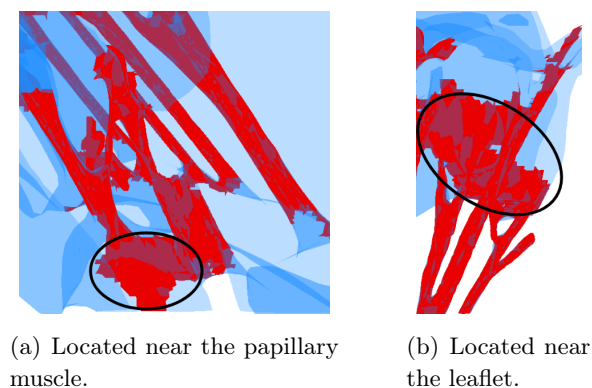 (a) Located near the papillary
muscle.
(b) Located near
the leaflet.